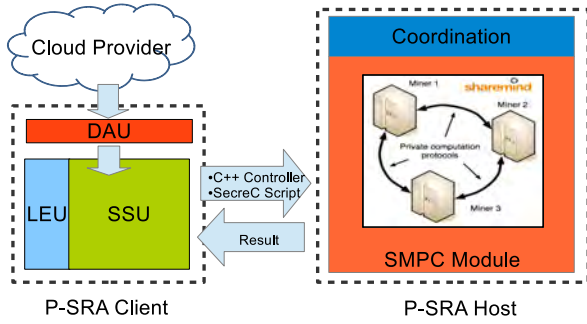 Cloud Provider
DAU
LEU
SSU
P-SRA Client
•C++ Controller
•SecreC Script
Result
Coordination
sharemind
Miner 1
Miner 2
Private computation
protocols
Miner 3
SMPC Module
P-SRA Host